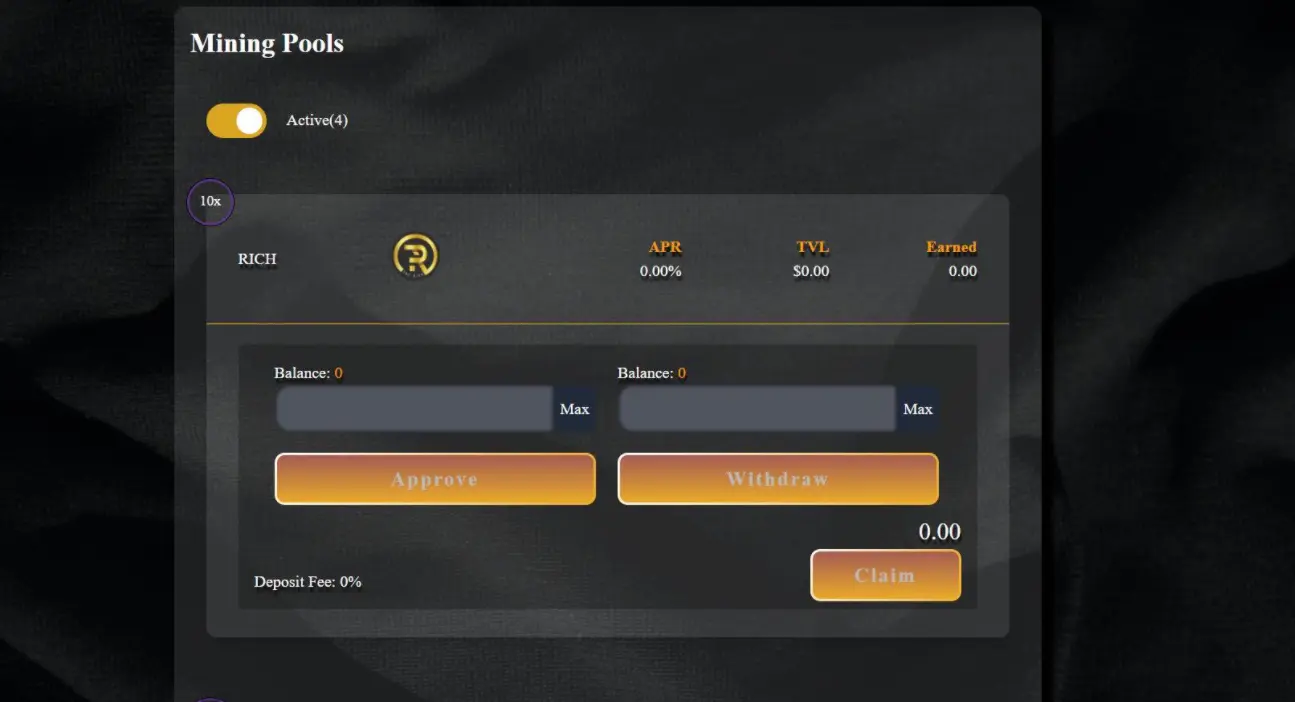 Mining Pools
Active(4)
10x
RICH
APR TVL Earned
0.00% $0.00 0.00
Balance: 0 Balance: 0
Max Max
Approve Withdraw
0.00
Deposit Fee: 0% Claim